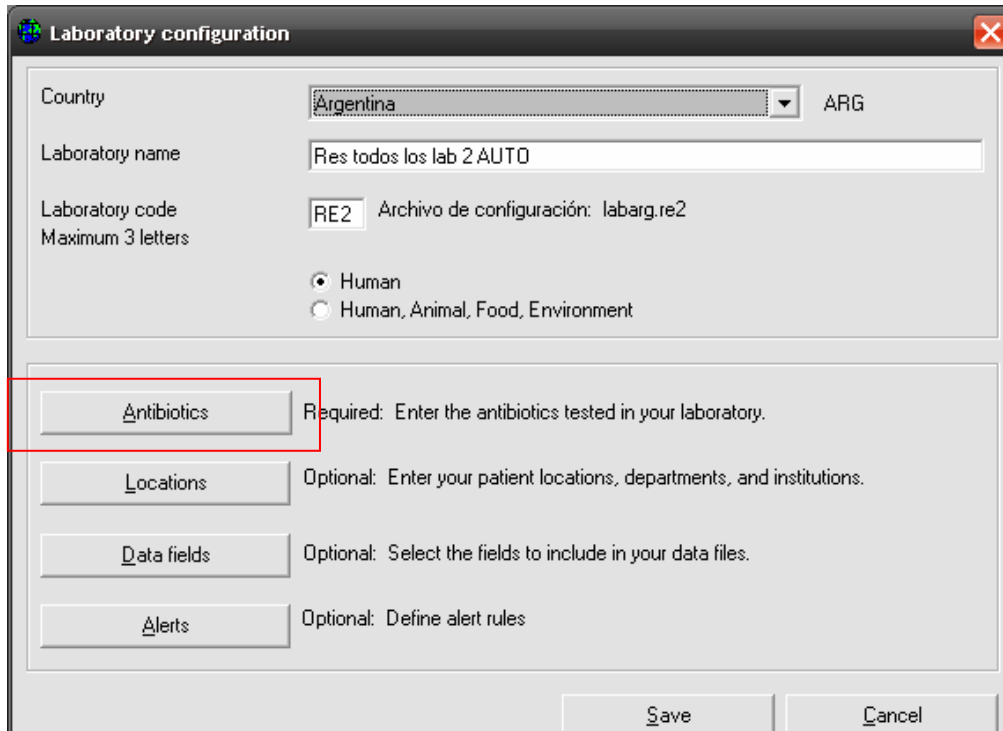 Laboratory configuration
Country
Argentina
ARG
Laboratory name
Res todos los lab 2 AUTO
Laboratory code
Maximum 3 letters
RE2
Archivo de configuración: labarg.re2
Human
Human, Animal, Food, Environment
Antibiotics
Required: Enter the antibiotics tested in your laboratory.
Locations
Optional: Enter your patient locations, departments, and institutions.
Data fields
Optional: Select the fields to include in your data files.
Alerts
Optional: Define alert rules
Save
Cancel